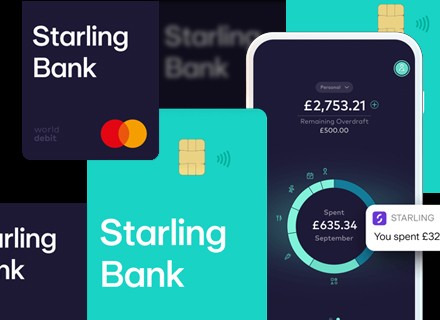 Starling
Bank
world
debit
Starling
Bank
Starling
Bank
arling
nk
Personal
£2,753.21
Remaining Overdraft
£500.00
Spent
£635.34
September
STARLING
You spent £32